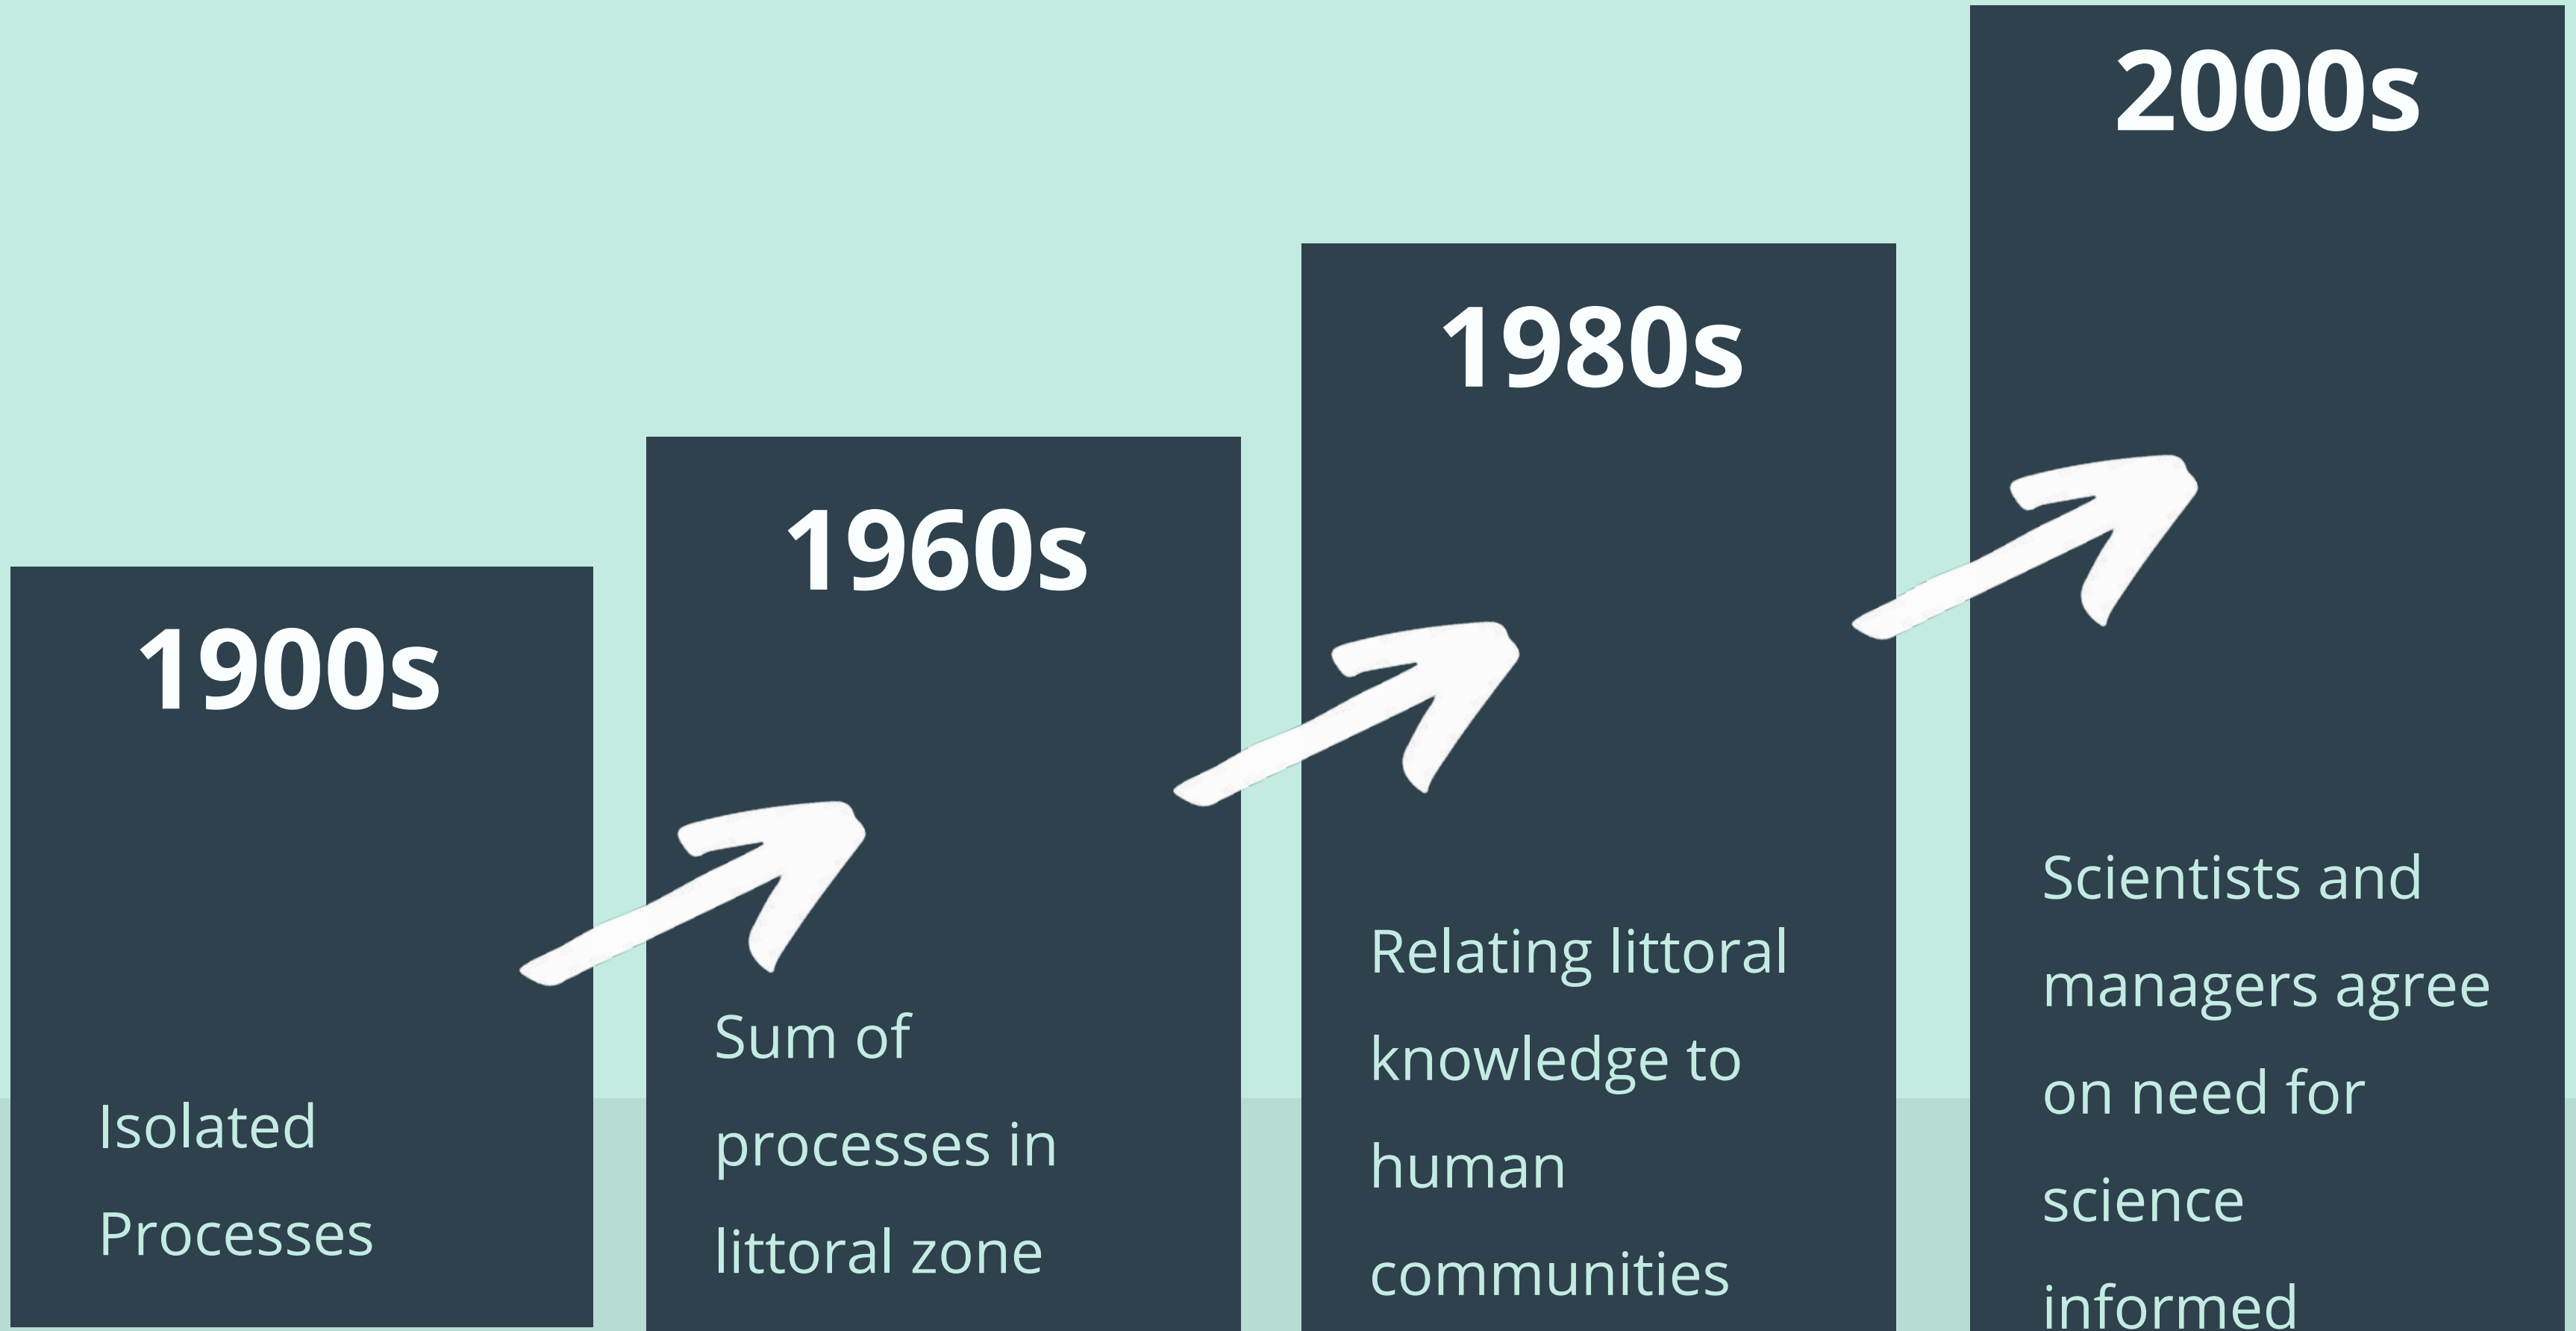 1900s
Isolated
Processes
1960s
Sum of
processes in
littoral zone
1980s
Relating littoral
knowledge to
human
communities
2000s
Scientists and
managers agree
on need for
science
informed